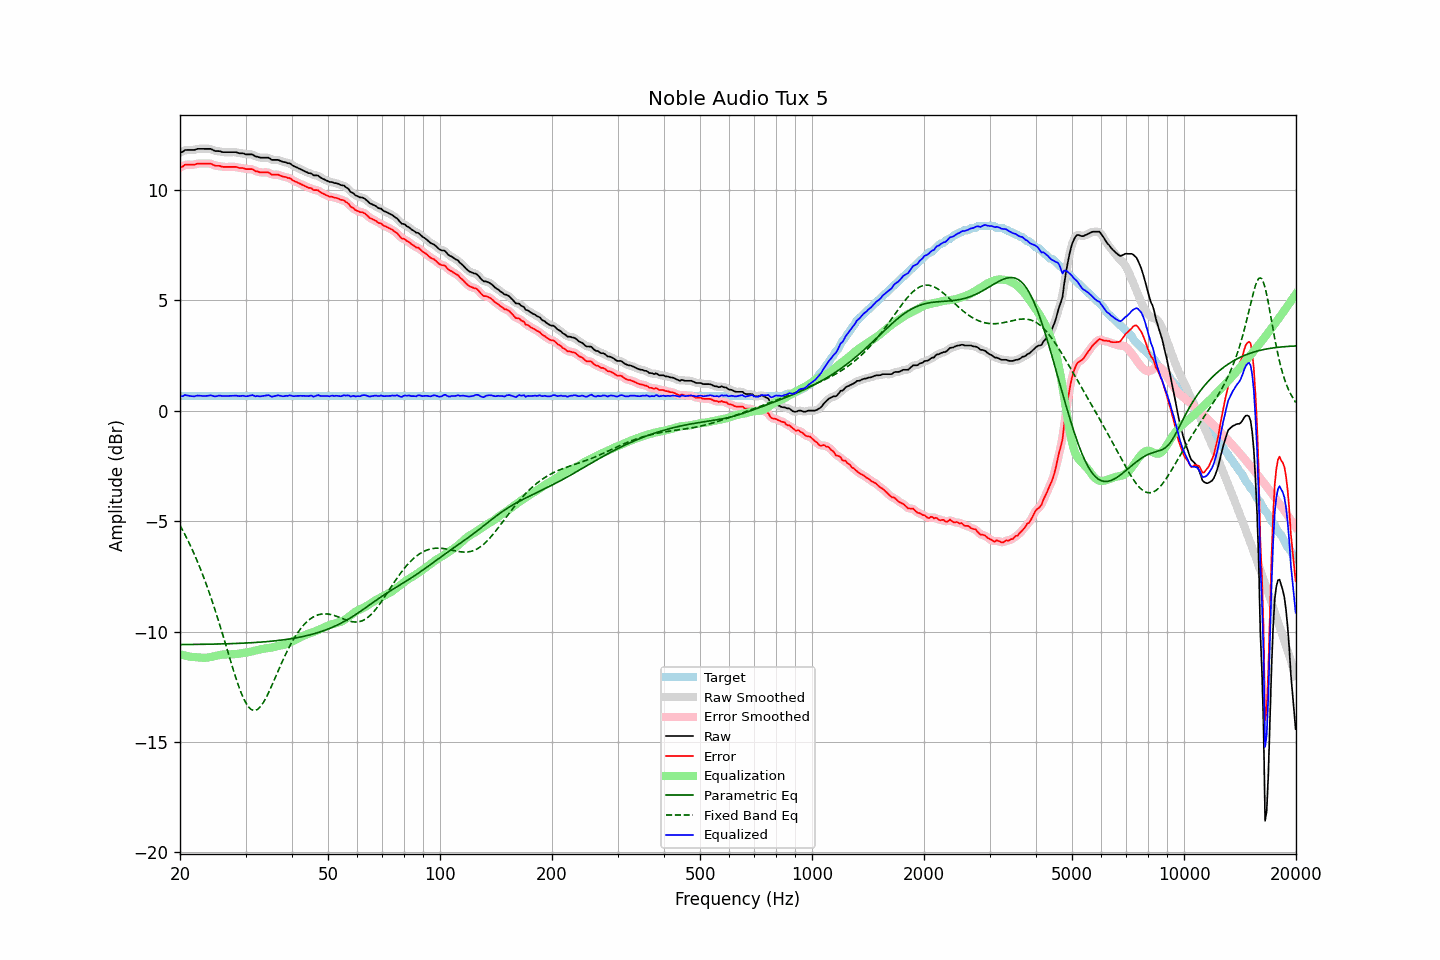 Noble Audio Tux 5
Amplitude (dBr)
10
5
0
−5
−10
−15
−20
Target
Raw Smoothed
Error Smoothed
Raw
Error
Equalization
Parametric Eq
Fixed Band Eq
Equalized
20 50 100 200 500 1000 2000 5000 10000 20000
Frequency (Hz)